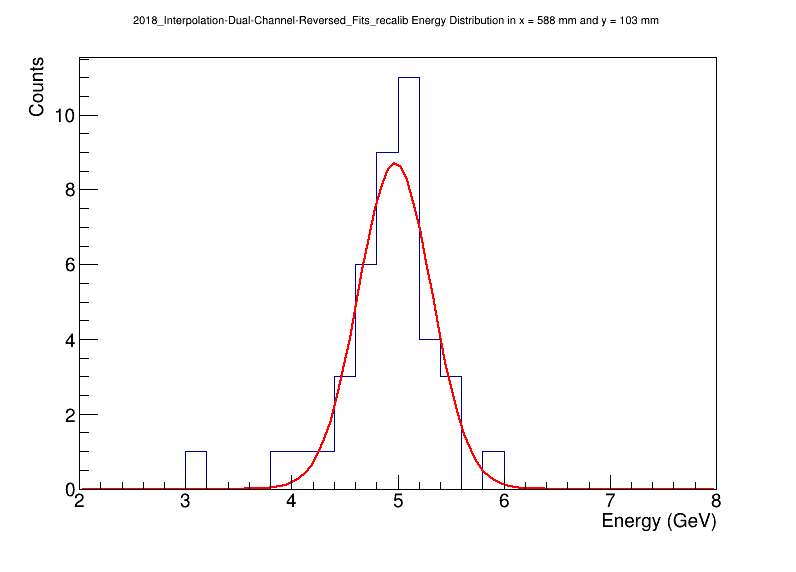 2018_Interpolation-Dual-Channel-Reversed_Fits_recalib Energy Distribution in x = 588 mm and y = 103 mm
Counts
10
8
6
4
2
0
2 3 4 5 6 7 8
Energy (GeV)